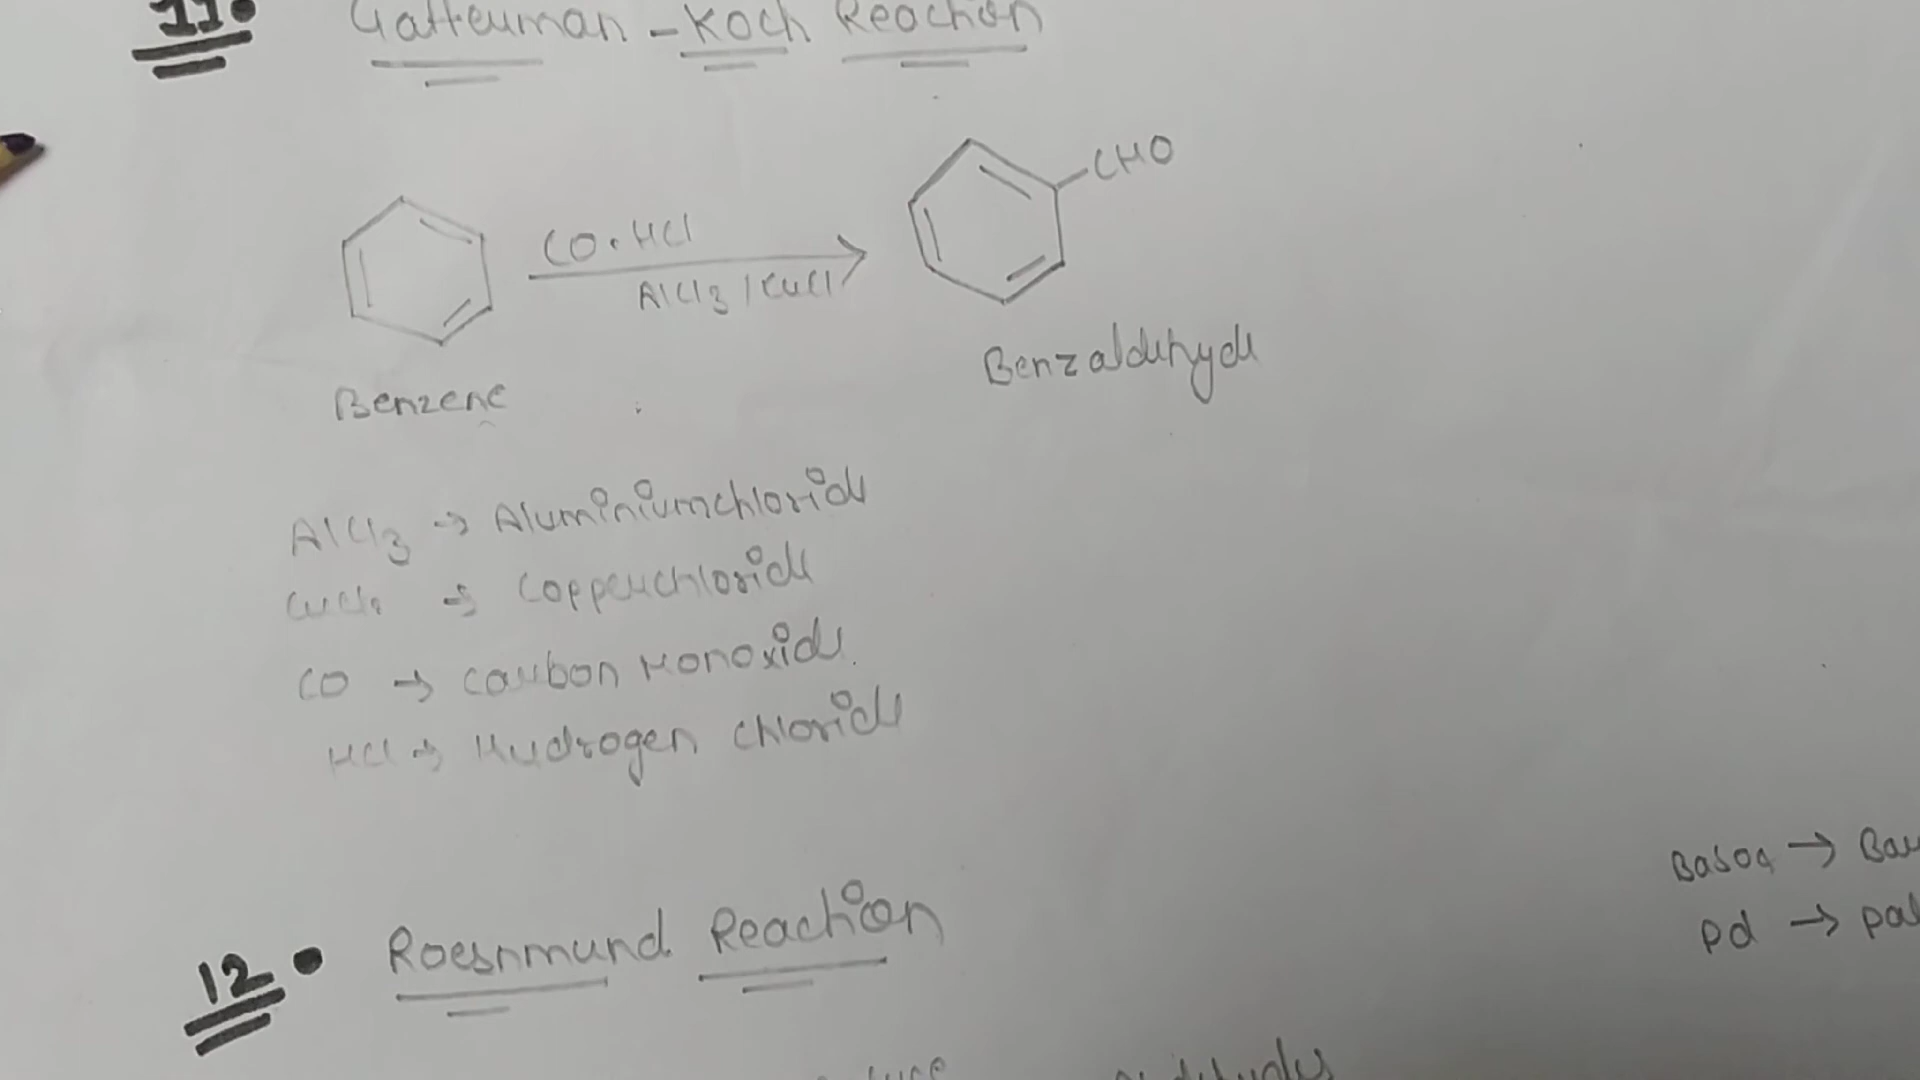 11.
Gatterman - Koch Reaction
CHO
CO . HCl
AlCl3 / CuCl
Benzaldehyde
Benzene
AlCl3 → Aluminiumchloride
CuCl2 → Copperchloride
CO → Carbon Monoxide.
HCl → Hydrogen Chloride
BaSO4 →
Pd →
12. Roesnmund Reaction